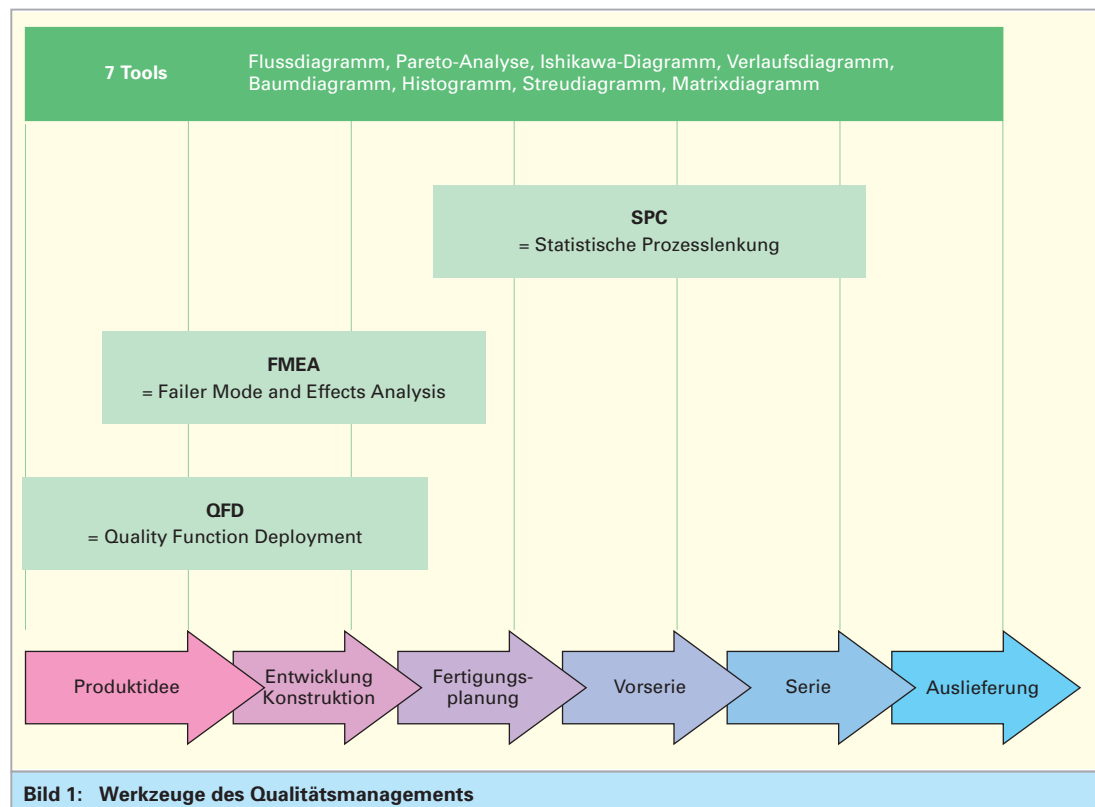 7 Tools
Flussdiagramm, Pareto-Analyse, Ishikawa-Diagramm, Verlaufsdiagramm,
Baumdiagramm, Histogramm, Streudiagramm, Matrixdiagramm
SPC
= Statistische Prozesslenkung
FMEA
= Failer Mode and Effects Analysis
QFD
= Quality Function Deployment
Produktidee
Entwicklung
Konstruktion
Fertigungs-
planung
Vorserie
Serie
Auslieferung
Bild 1: Werkzeuge des Qualitätsmanagements